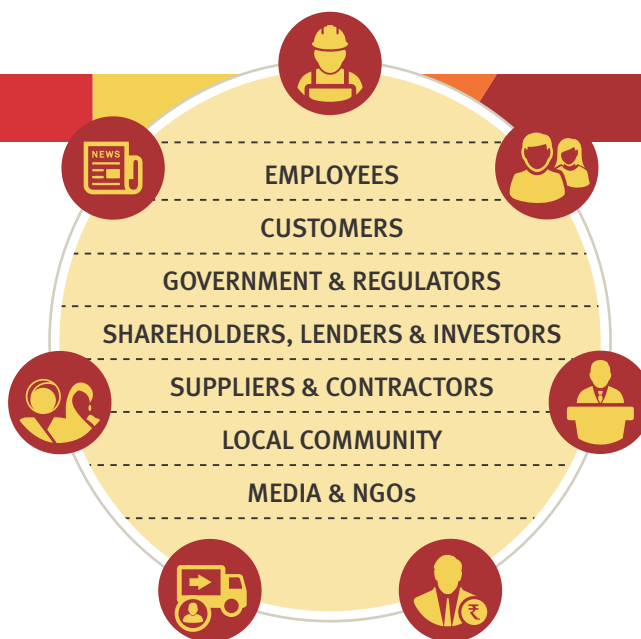 NEWS
EMPLOYEES
CUSTOMERS
GOVERNMENT & REGULATORS
SHAREHOLDERS, LENDERS & INVESTORS
SUPPLIERS & CONTRACTORS
LOCAL COMMUNITY
MEDIA & NGOs
₹